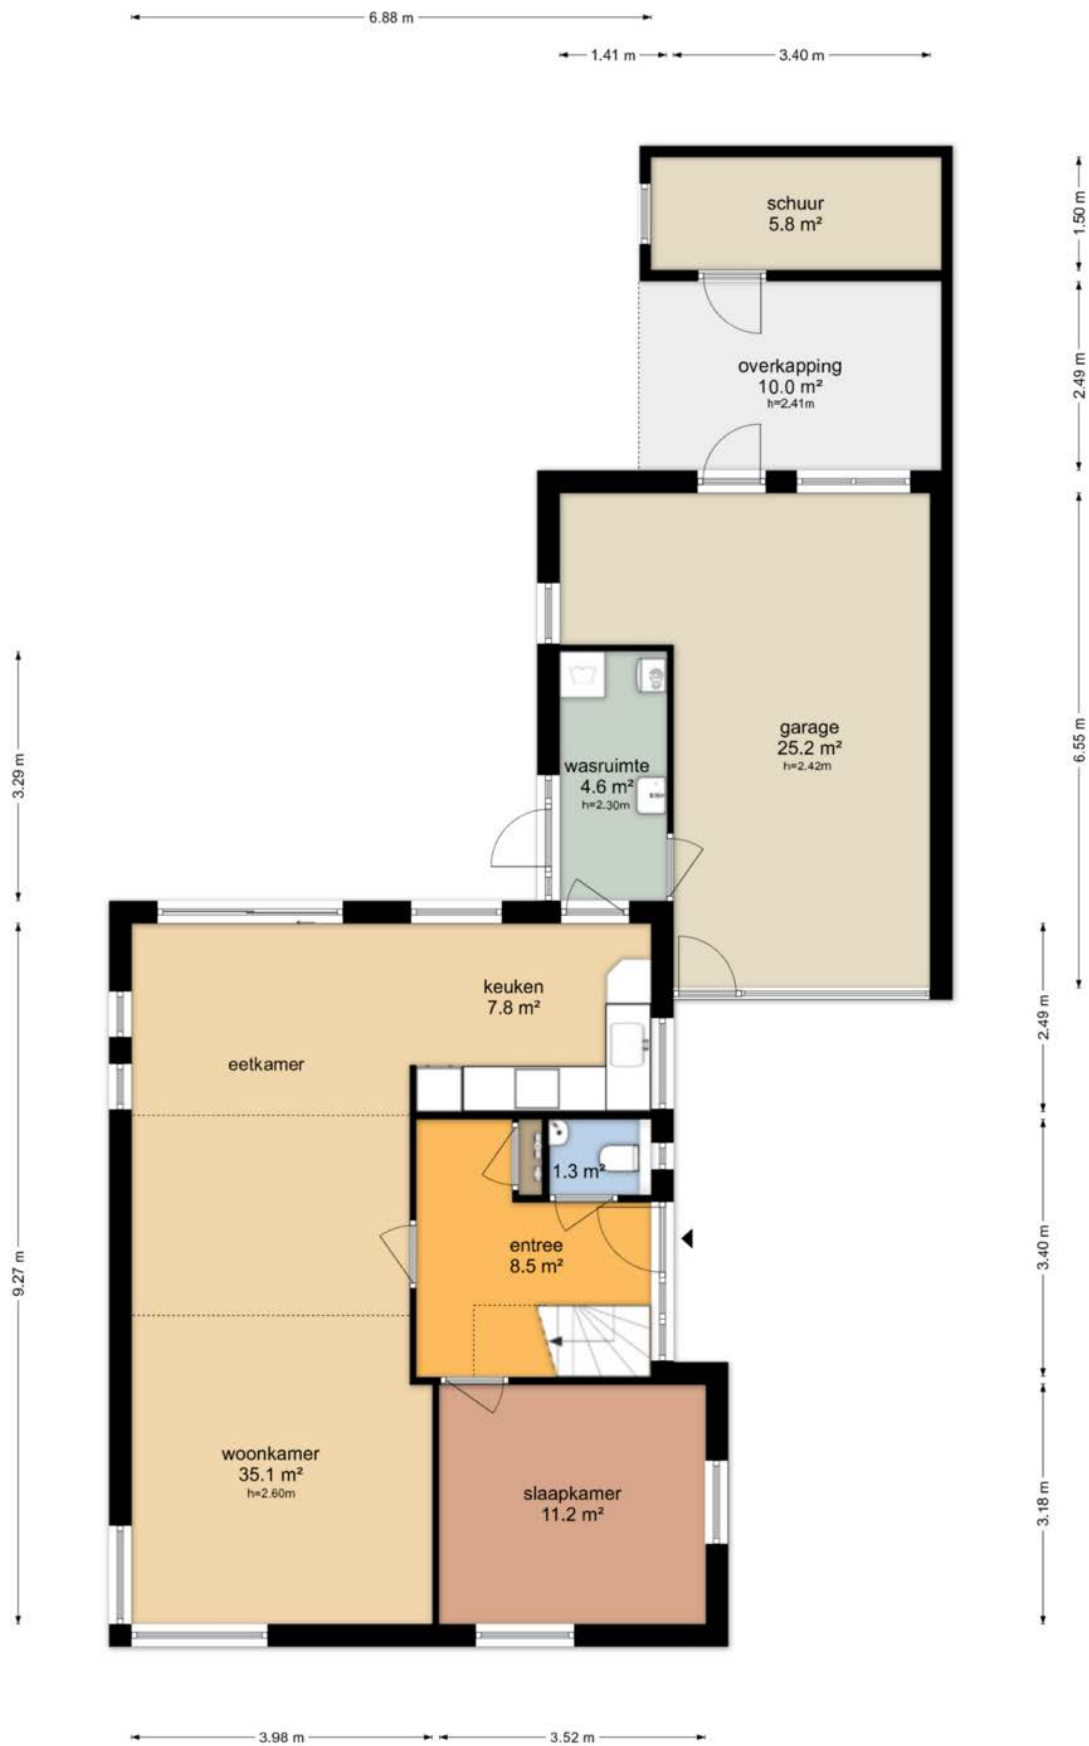 6.88 m
1.41 m
3.40 m
schuur
5.8 m²
1.50 m
overkapping
10.0 m²
h=2.41m
2.49 m
garage
25.2 m²
h=2.42m
6.55 m
wasruimte
4.6 m²
h=2.30m
3.29 m
keuken
7.8 m²
2.49 m
eetkamer
1.3 m²
entree
8.5 m²
3.40 m
9.27 m
woonkamer
35.1 m²
h=2.60m
slaapkamer
11.2 m²
3.18 m
3.98 m
3.52 m